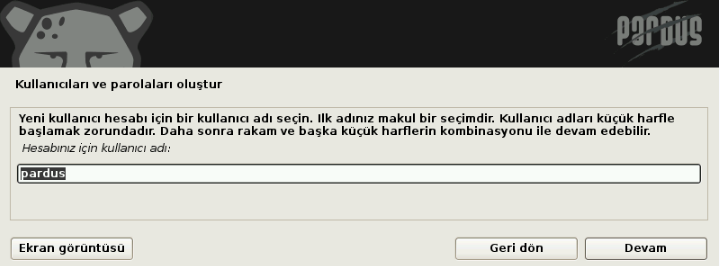 PARDUS
Kullanıcıları ve parolaları oluştur
Yeni kullanıcı hesabı için bir kullanıcı adı seçin. Ilk adınız makul bir seçimdir. Kullanıcı adları küçük harfle
başlamak zorundadır. Daha sonra rakam ve başka küçük harflerin kombinasyonu ile devam edebilir.
Hesabınız için kullanıcı adı:
pardus
Ekran görüntüsü
Geri dön
Devam